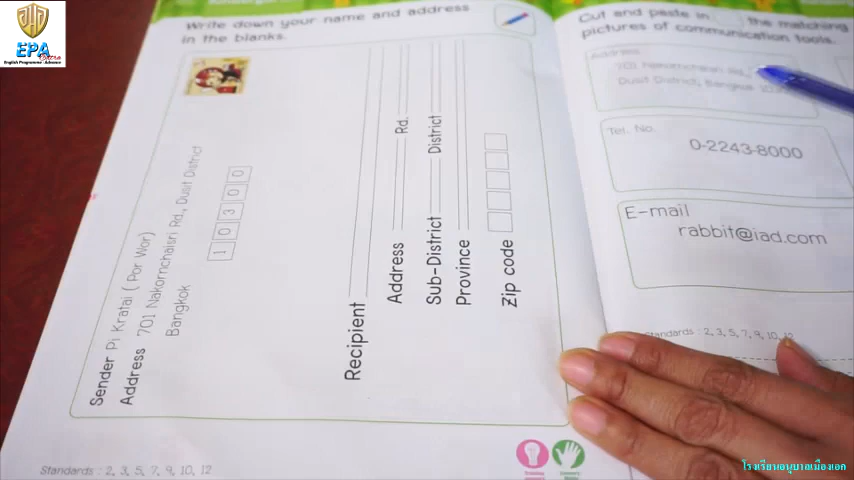 EPA Extra
English Programme : Advance
Write down your name and address
in the blanks.
Sender Pi Kratai ( Por Wor)
Address 701 Nakornchaisri Rd., Dusit District
Bangkok
1 0 3 0 0
Recipient
Address Rd.
Sub-District District
Province
Zip code
Standards : 2, 3, 5, 7, 9, 10, 12
Cut and paste in the matching
pictures of communication tools.
Address
701 Nakornchaisri Rd.,
Dusit District, Bangkok
Tel. No.
0-2243-8000
E-mail
rabbit@iad.com
Standards : 2, 3, 5, 7, 9, 10, 12
โรงเรียนอนุบาลเมืองเอก